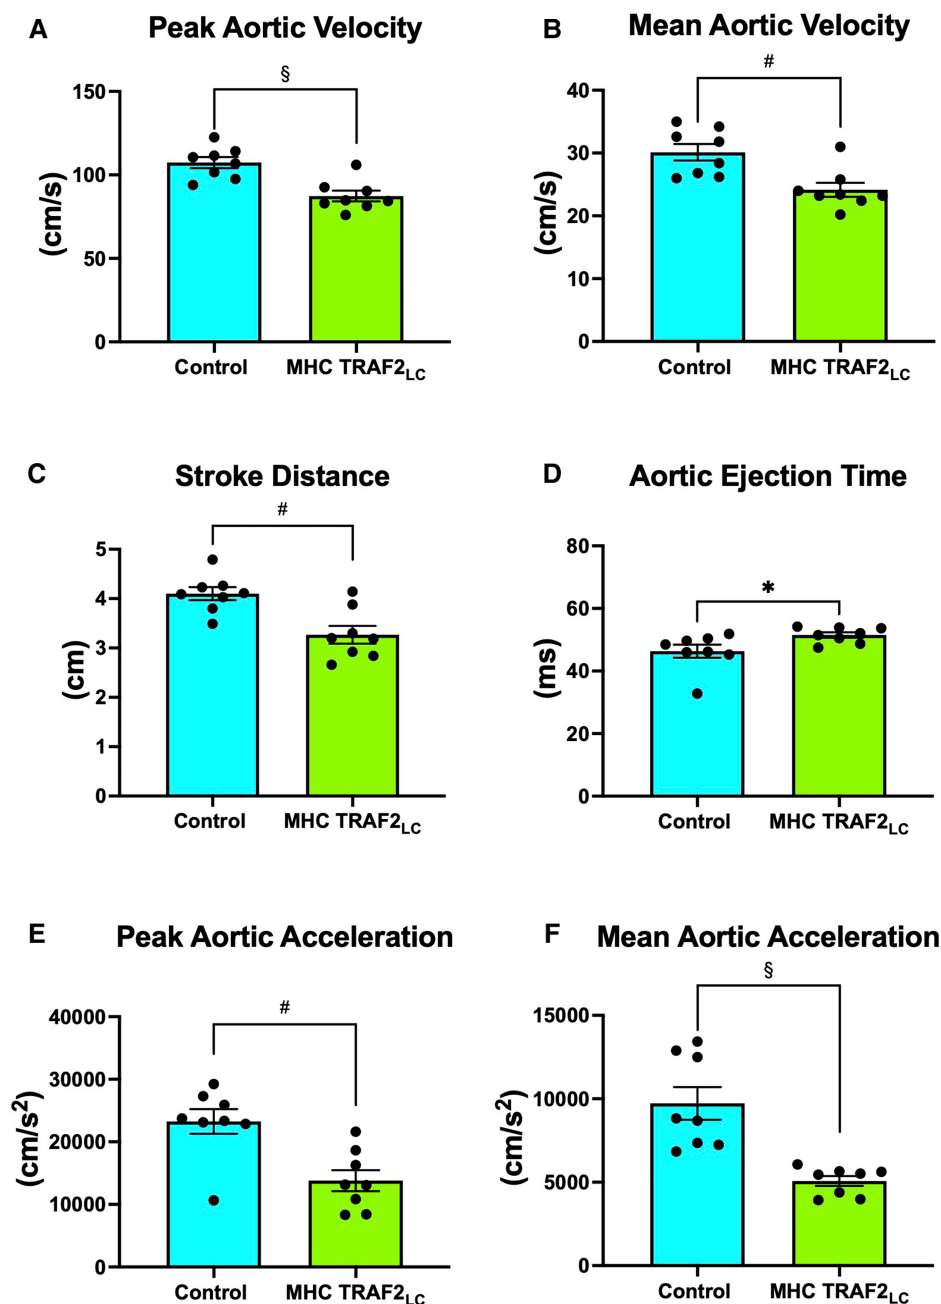 A
Peak Aortic Velocity
§
150
100
50
0
(cm/s)
Control
MHC TRAF2LC
B
Mean Aortic Velocity
#
40
30
20
10
0
(cm/s)
Control
MHC TRAF2LC
C
Stroke Distance
#
5
4
3
2
1
0
(cm)
Control
MHC TRAF2LC
D
Aortic Ejection Time
*
80
60
40
20
0
(ms)
Control
MHC TRAF2LC
E
Peak Aortic Acceleration
#
40000
30000
20000
10000
0
(cm/s²)
Control
MHC TRAF2LC
F
Mean Aortic Acceleration
§
15000
10000
5000
0
(cm/s²)
Control
MHC TRAF2LC